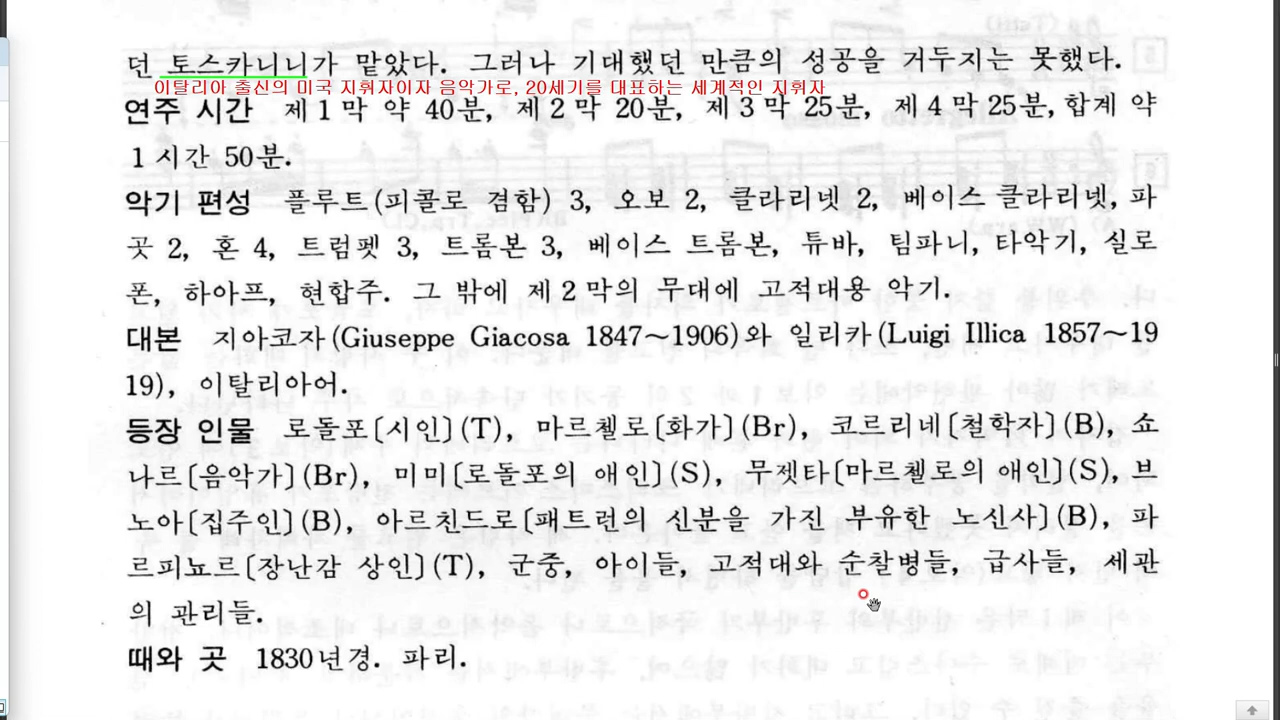 던 토스카니니가 맡았다. 그러나 기대했던 만큼의 성공을 거두지는 못했다.
이탈리아 출신의 미국 지휘자이자 음악가로, 20세기를 대표하는 세계적인 지휘자
연주 시간 제1막 약 40분, 제2막 20분, 제3막 25분, 제4막 25분, 합계 약
1시간 50분.
악기 편성 플루트(피콜로 겸함) 3, 오보 2, 클라리넷 2, 베이스 클라리넷, 파
곳 2, 혼 4, 트럼펫 3, 트롬본 3, 베이스 트롬본, 튜바, 팀파니, 타악기, 실로
폰, 하아프, 현합주. 그 밖에 제2막의 무대에 고적대용 악기.
대본 지아코자(Giuseppe Giacosa 1847~1906)와 일리카(Luigi Illica 1857~19
19), 이탈리아어.
등장 인물 로돌포〔시인〕(T), 마르첼로〔화가〕(Br), 코르리네〔철학자〕(B), 쇼
나르〔음악가〕(Br), 미미〔로돌포의 애인〕(S), 무젯타〔마르첼로의 애인〕(S), 부
노아〔집주인〕(B), 아르친드로〔패트런의 신분을 가진 부유한 노신사〕(B), 파
르피뇨르〔장난감 상인〕(T), 군중, 아이들, 고적대와 순찰병들, 급사들, 세관
의 관리들.
때와 곳 1830년경. 파리.